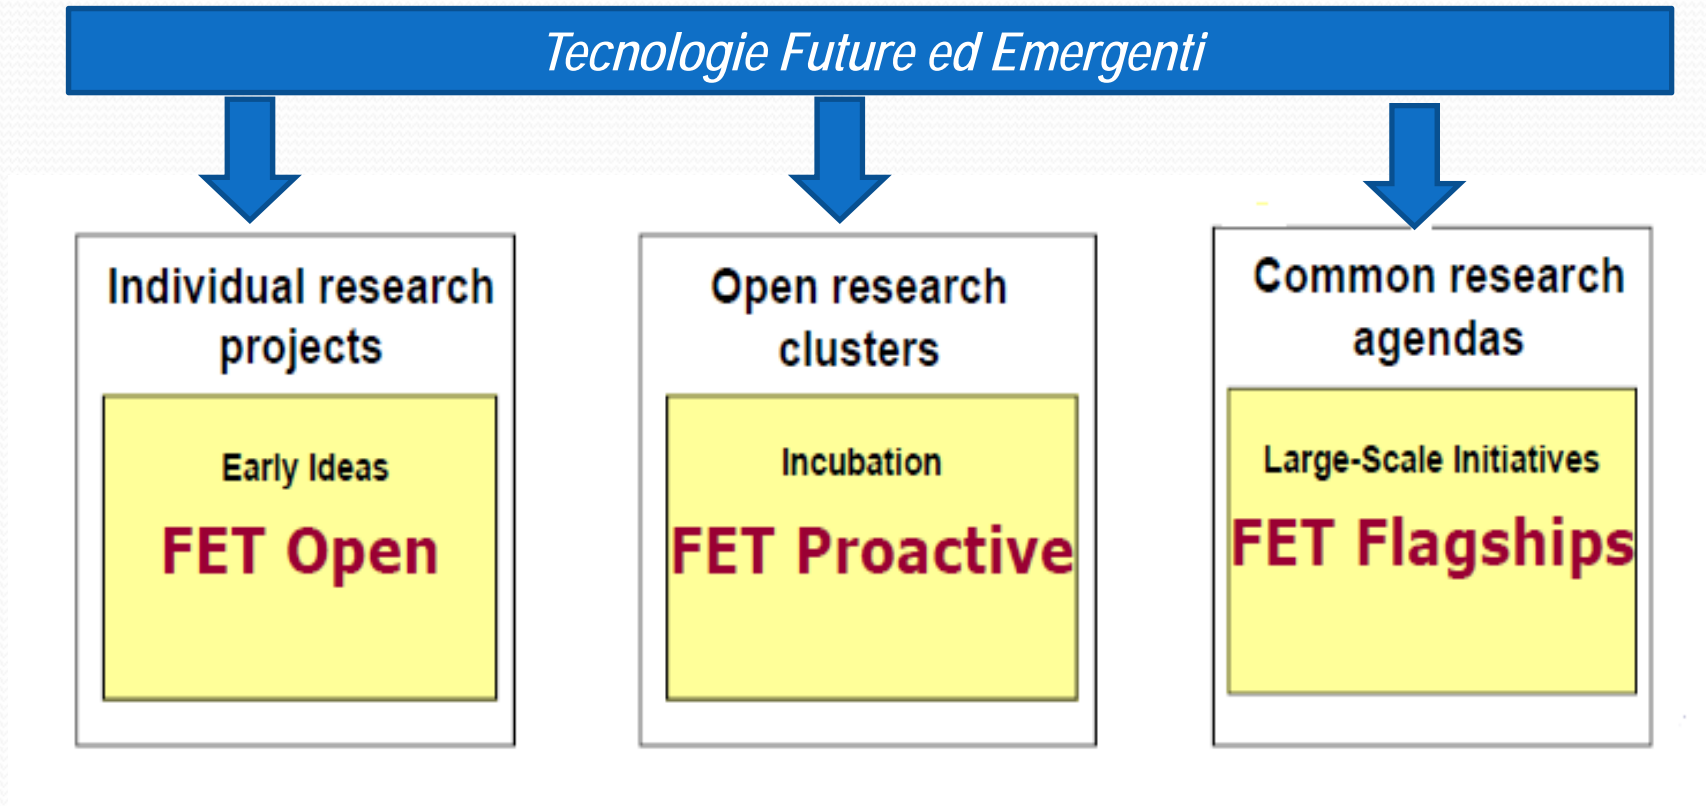 Tecnologie Future ed Emergenti
Individual research
projects
Early Ideas
FET Open
Open research
clusters
Incubation
FET Proactive
Common research
agendas
Large-Scale Initiatives
FET Flagships